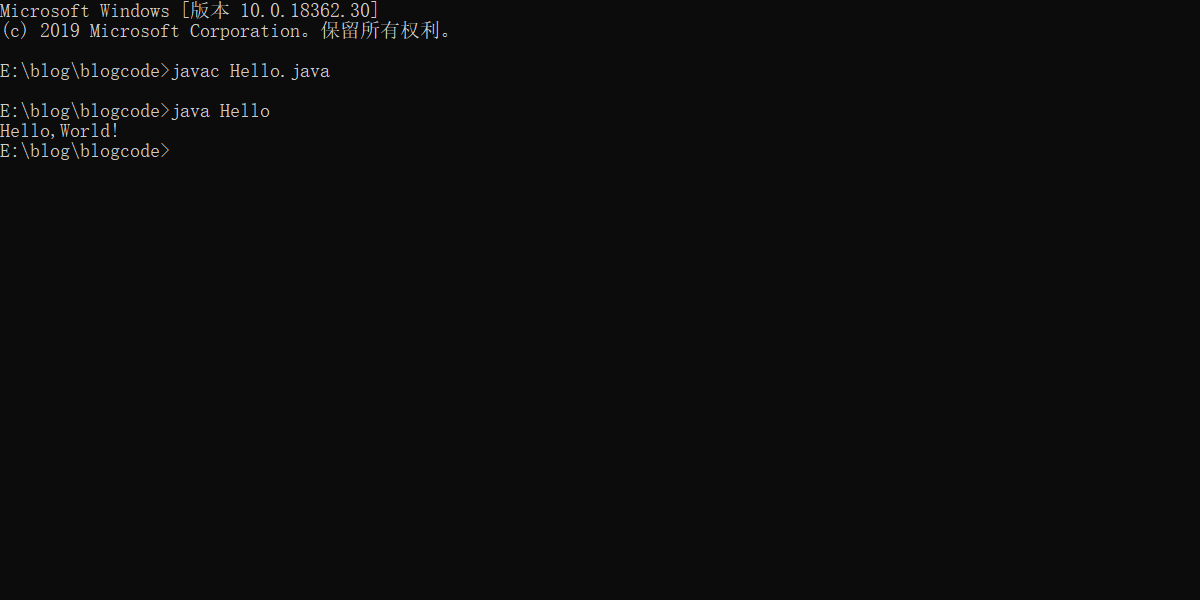 Microsoft Windows [版本 10.0.18362.30]
(c) 2019 Microsoft Corporation。保留所有权利。
E:\blog\blogcode>javac Hello.java
E:\blog\blogcode>java Hello
Hello,World!
E:\blog\blogcode>